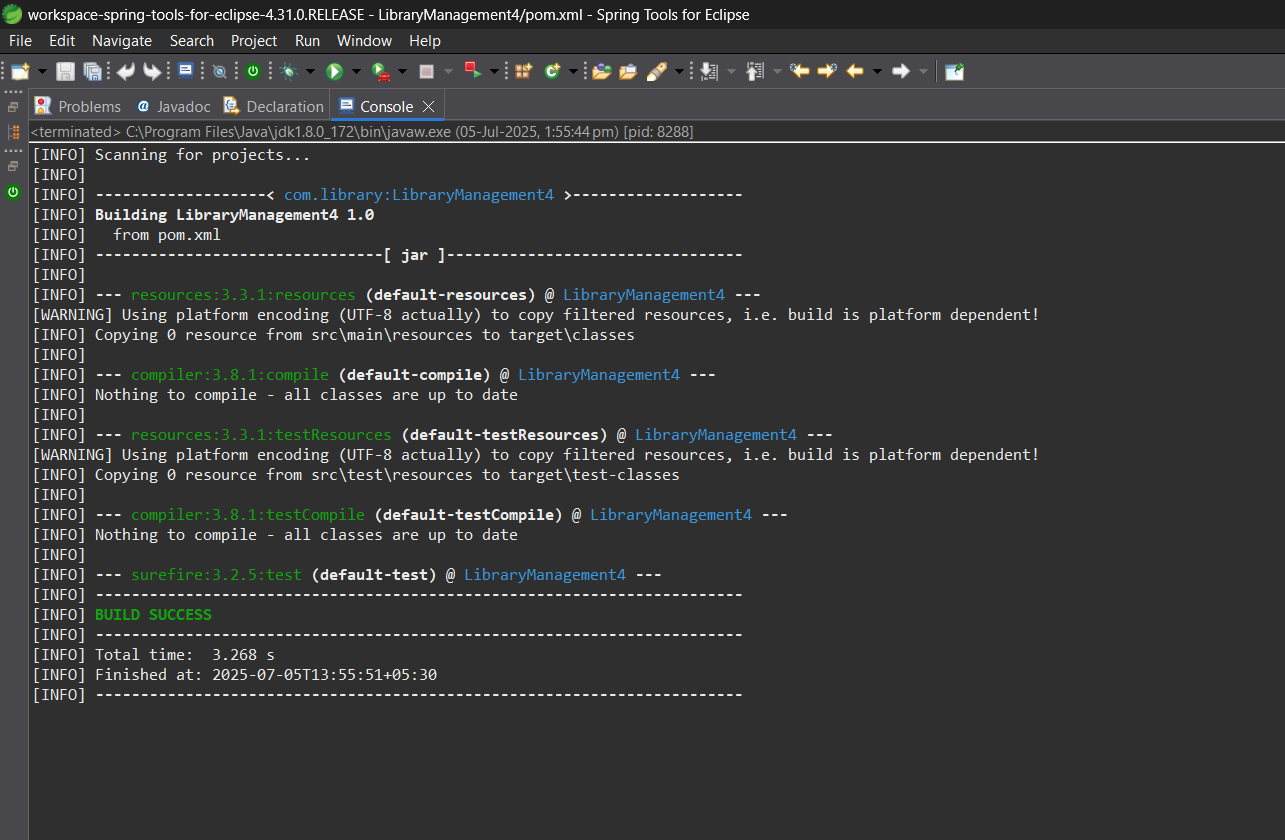 workspace-spring-tools-for-eclipse-4.31.0.RELEASE - LibraryManagement4/pom.xml - Spring Tools for Eclipse
File Edit Navigate Search Project Run Window Help
Problems @ Javadoc Declaration Console
<terminated> C:\Program Files\Java\jdk1.8.0_172\bin\javaw.exe (05-Jul-2025, 1:55:44 pm) [pid: 8288]
[INFO] Scanning for projects...
[INFO]
[INFO] -------------------< com.library:LibraryManagement4 >-------------------
[INFO] Building LibraryManagement4 1.0
[INFO]   from pom.xml
[INFO] --------------------------------[ jar ]---------------------------------
[INFO]
[INFO] --- resources:3.3.1:resources (default-resources) @ LibraryManagement4 ---
[WARNING] Using platform encoding (UTF-8 actually) to copy filtered resources, i.e. build is platform dependent!
[INFO] Copying 0 resource from src\main\resources to target\classes
[INFO]
[INFO] --- compiler:3.8.1:compile (default-compile) @ LibraryManagement4 ---
[INFO] Nothing to compile - all classes are up to date
[INFO]
[INFO] --- resources:3.3.1:testResources (default-testResources) @ LibraryManagement4 ---
[WARNING] Using platform encoding (UTF-8 actually) to copy filtered resources, i.e. build is platform dependent!
[INFO] Copying 0 resource from src\test\resources to target\test-classes
[INFO]
[INFO] --- compiler:3.8.1:testCompile (default-testCompile) @ LibraryManagement4 ---
[INFO] Nothing to compile - all classes are up to date
[INFO]
[INFO] --- surefire:3.2.5:test (default-test) @ LibraryManagement4 ---
[INFO] ------------------------------------------------------------------------
[INFO] BUILD SUCCESS
[INFO] ------------------------------------------------------------------------
[INFO] Total time:  3.268 s
[INFO] Finished at: 2025-07-05T13:55:51+05:30
[INFO] ------------------------------------------------------------------------